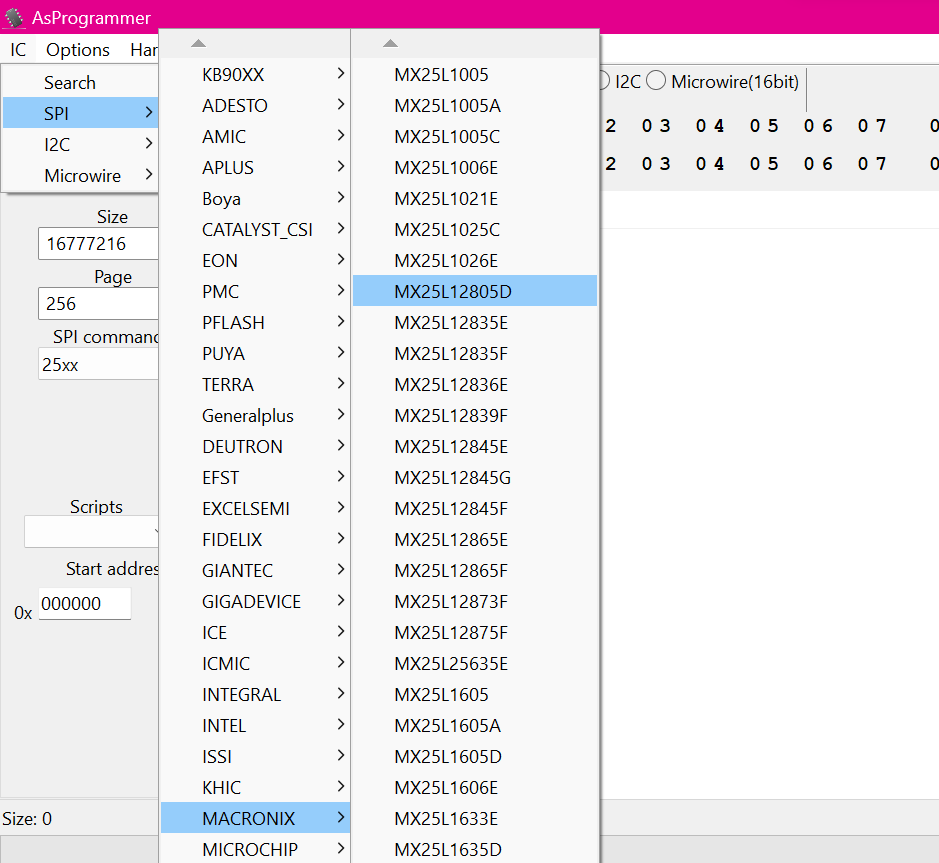 AsProgrammer
IC Options Har
Search
SPI
I2C
Microwire
Size
16777216
Page
256
SPI command
25xx
Scripts
Start addres
0x 000000
Size: 0
KB90XX
ADESTO
AMIC
APLUS
Boya
CATALYST_CSI
EON
PMC
PFLASH
PUYA
TERRA
Generalplus
DEUTRON
EFST
EXCELSEMI
FIDELIX
GIANTEC
GIGADEVICE
ICE
ICMIC
INTEGRAL
INTEL
ISSI
KHIC
MACRONIX
MICROCHIP
MX25L1005
MX25L1005A
MX25L1005C
MX25L1006E
MX25L1021E
MX25L1025C
MX25L1026E
MX25L12805D
MX25L12835E
MX25L12835F
MX25L12836E
MX25L12839F
MX25L12845E
MX25L12845G
MX25L12845F
MX25L12865E
MX25L12865F
MX25L12873F
MX25L12875F
MX25L25635E
MX25L1605
MX25L1605A
MX25L1605D
MX25L1606E
MX25L1633E
MX25L1635D
I2C Microwire(16bit)
2 03 04 05 06 07 0
2 03 04 05 06 07 0